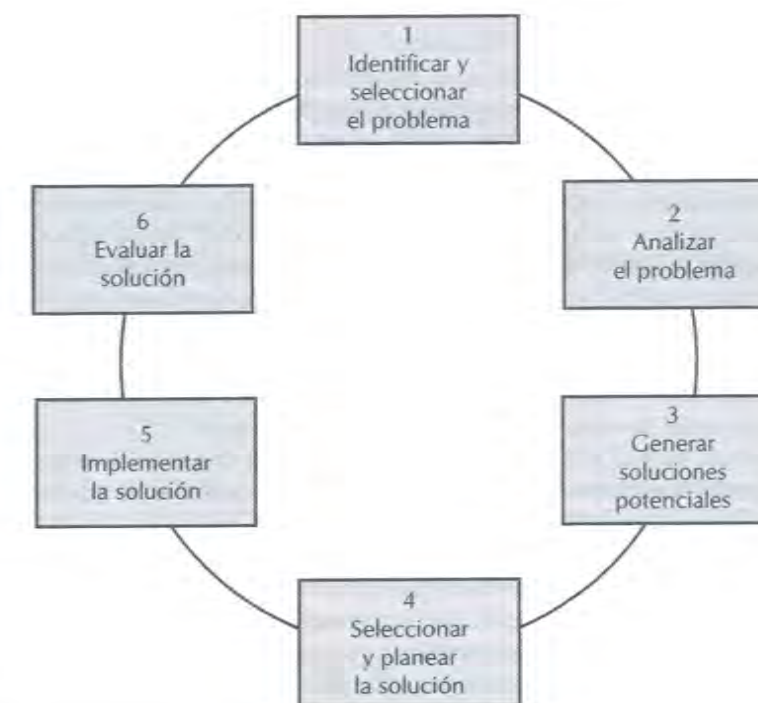 1
Identificar y
seleccionar
el problema
2
Analizar
el problema
3
Generar
soluciones
potenciales
4
Seleccionar
y planear
la solución
5
Implementar
la solución
6
Evaluar la
solución